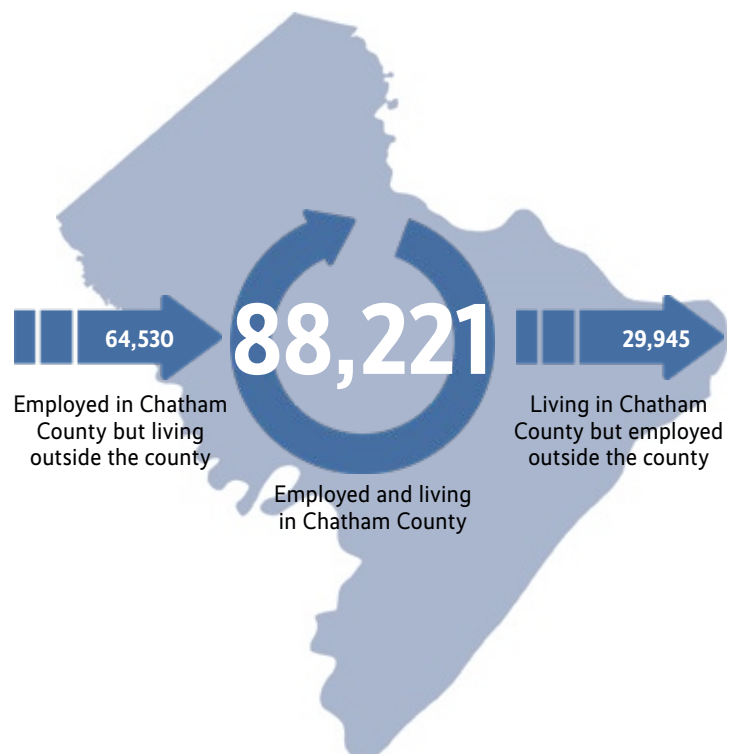 64,530
Employed in Chatham
County but living
outside the county
88,221
Employed and living
in Chatham County
29,945
Living in Chatham
County but employed
outside the county